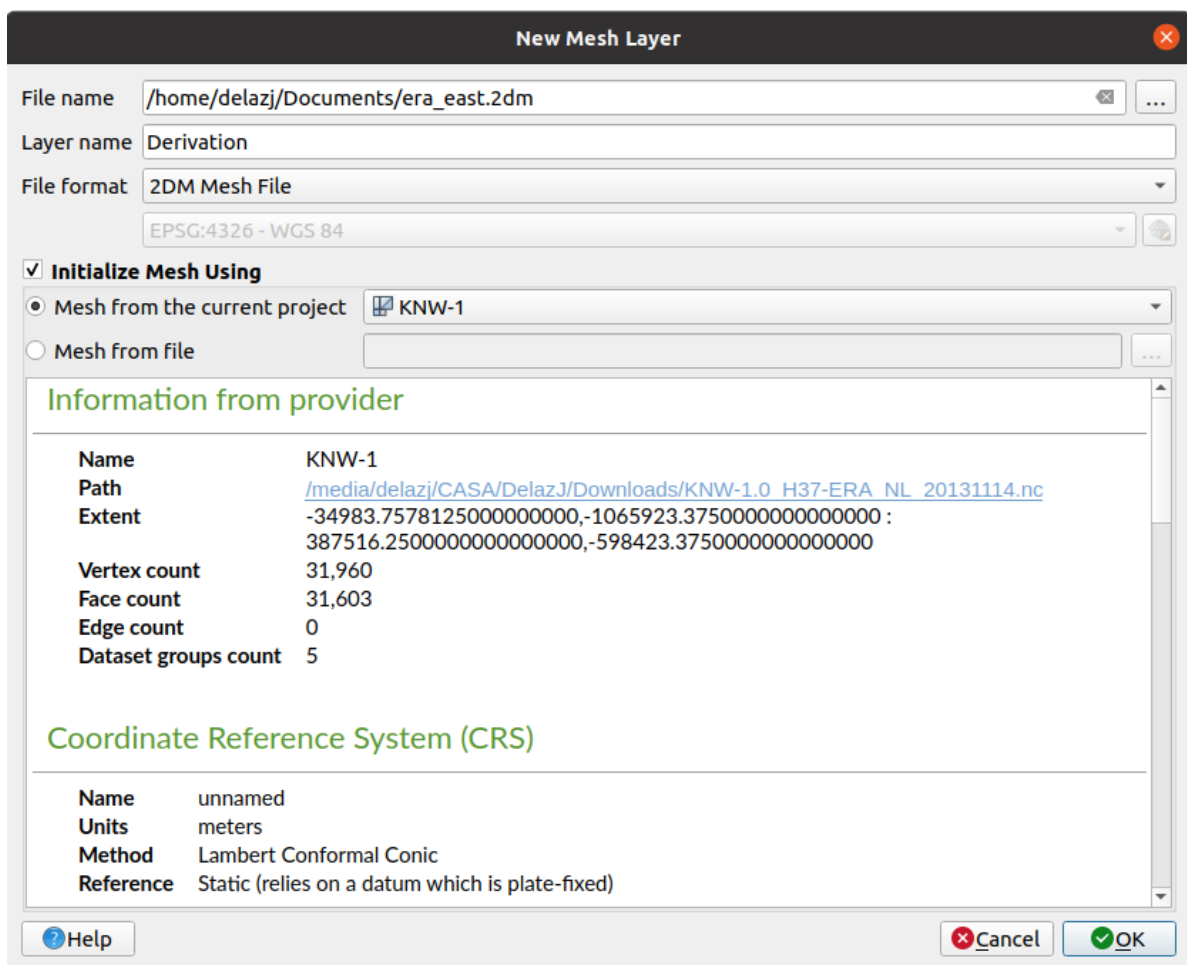 New Mesh Layer
File name /home/delazj/Documents/era_east.2dm ...
Layer name Derivation
File format 2DM Mesh File
EPSG:4326 - WGS 84
Initialize Mesh Using
Mesh from the current project KNW-1
Mesh from file ...
Information from provider
Name KNW-1
Path /media/delazj/CASA/DelazJ/Downloads/KNW-1.0_H37-ERA_NL_20131114.nc
Extent -34983.7578125000000000,-1065923.3750000000000000 :
387516.2500000000000000,-598423.3750000000000000
Vertex count 31,960
Face count 31,603
Edge count 0
Dataset groups count 5
Coordinate Reference System (CRS)
Name unnamed
Units meters
Method Lambert Conformal Conic
Reference Static (relies on a datum which is plate-fixed)
Help Cancel OK